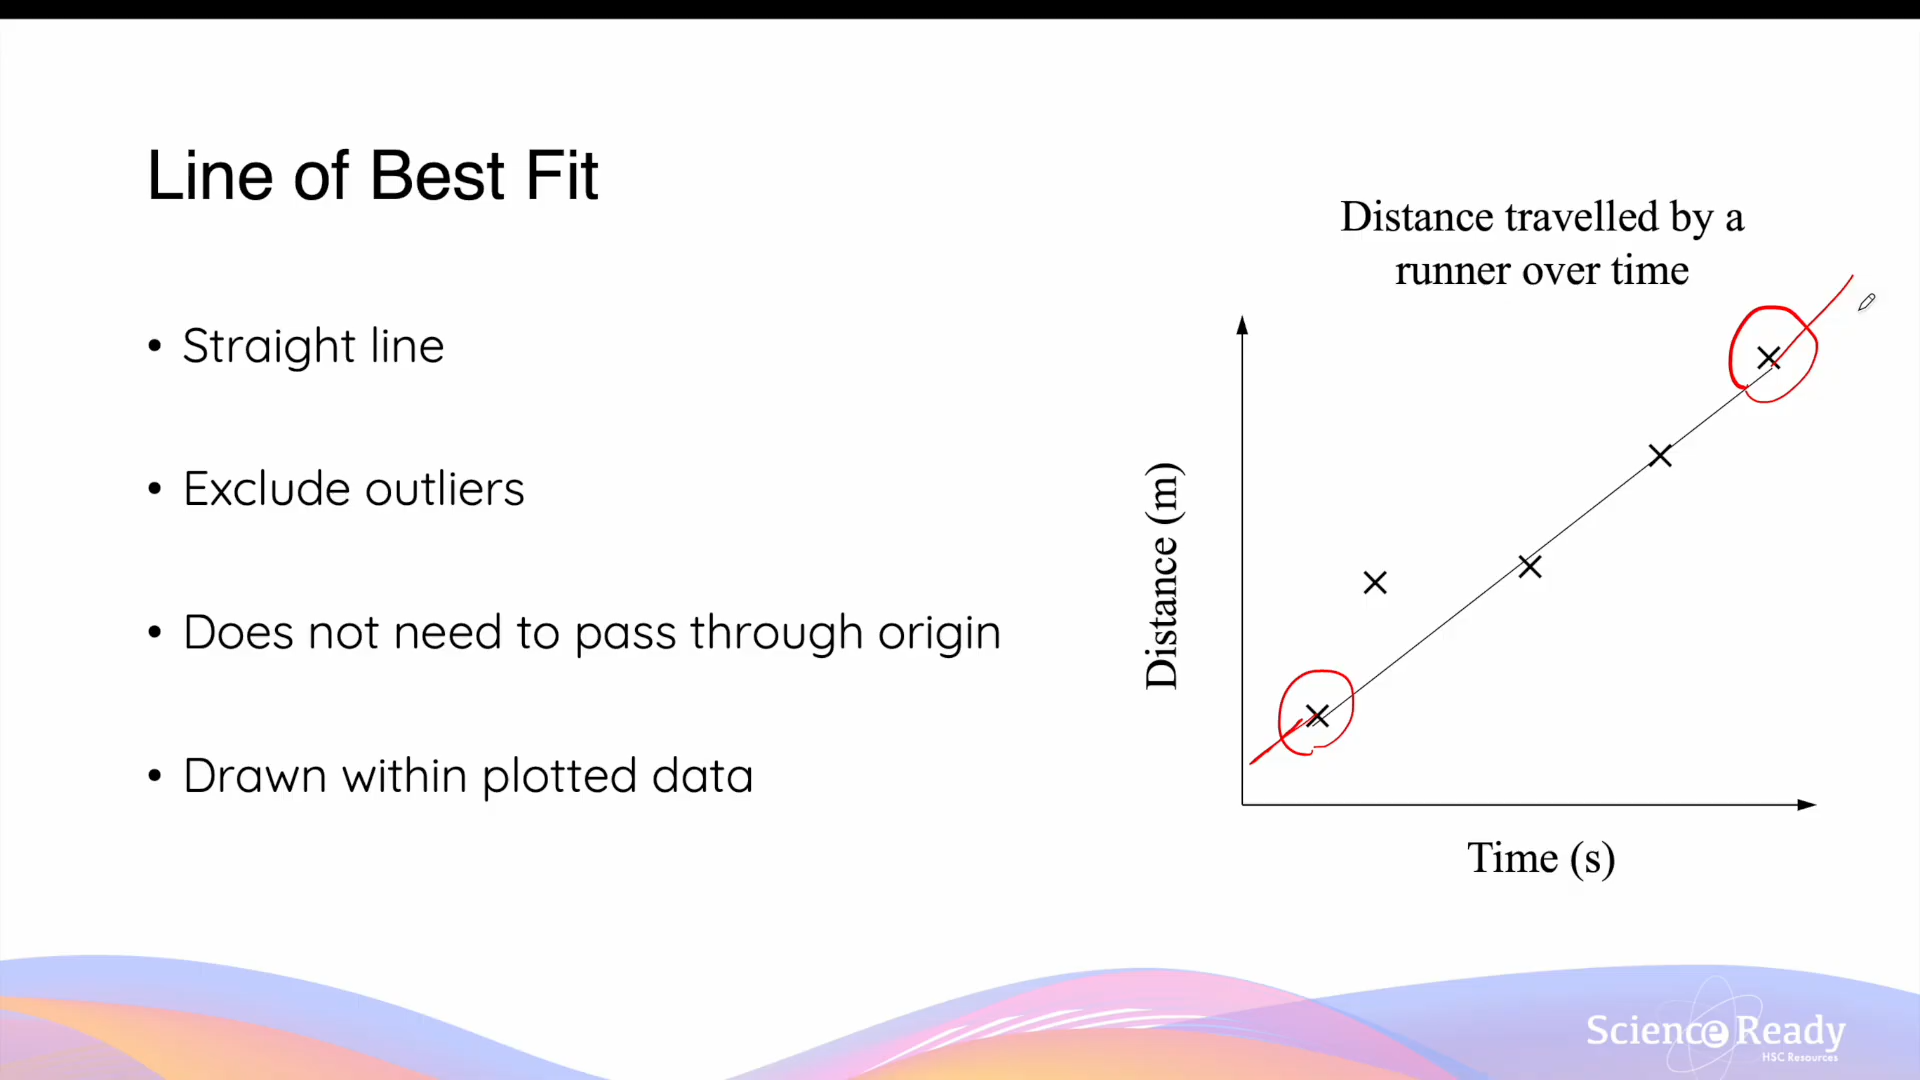 Line of Best Fit
• Straight line
• Exclude outliers
• Does not need to pass through origin
• Drawn within plotted data
Distance travelled by a
runner over time
Distance (m)
Time (s)
Science Ready
HSC Resources